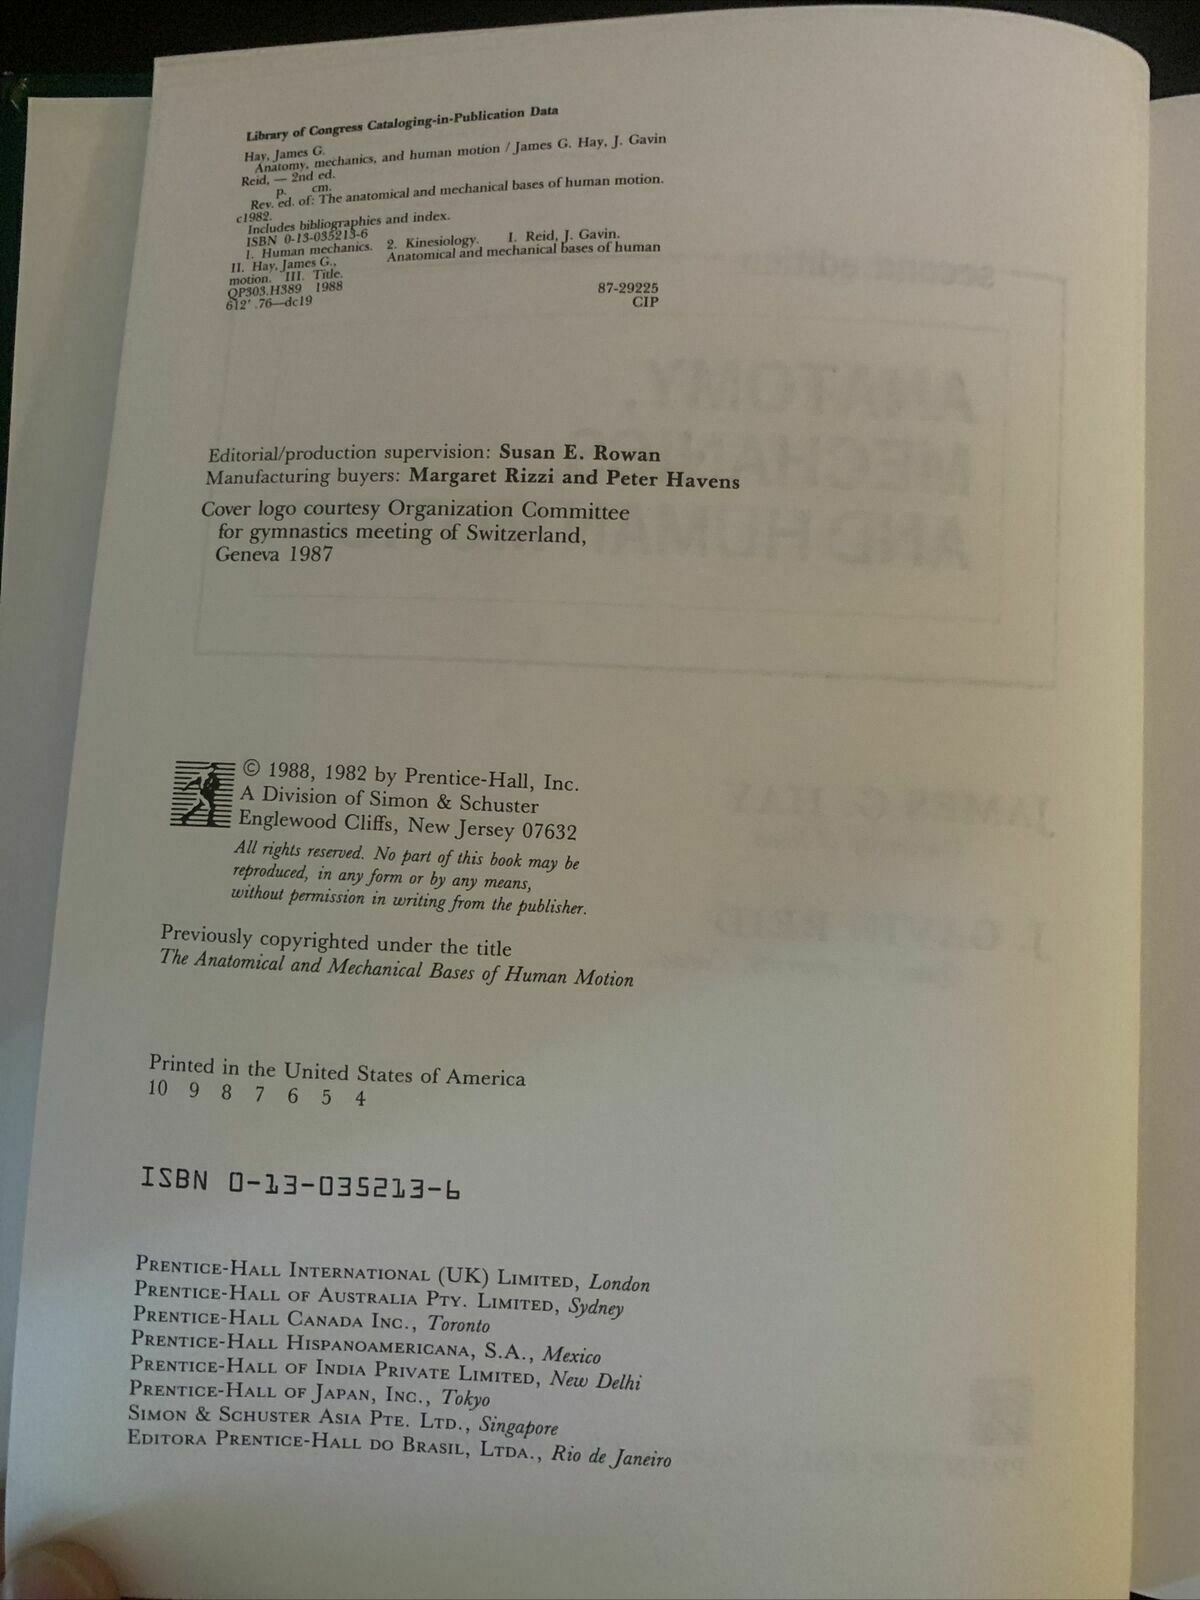 Library of Congress Cataloging-in-Publication Data
Hay, James G.
Anatomy, mechanics, and human motion / James G. Hay, J. Gavin
Reid, — 2nd ed.
p. cm.
Rev. ed. of: The anatomical and mechanical bases of human motion.
c1982.
Includes bibliographies and index.
ISBN 0-13-035213-6
1. Human mechanics. 2. Kinesiology. I. Reid, J. Gavin.
II. Hay, James G., Anatomical and mechanical bases of human
motion. III. Title.
QP303.H389 1988 87-29225
612'.76—dc19 CIP
Editorial/production supervision: Susan E. Rowan
Manufacturing buyers: Margaret Rizzi and Peter Havens
Cover logo courtesy Organization Committee
for gymnastics meeting of Switzerland,
Geneva 1987
© 1988, 1982 by Prentice-Hall, Inc.
A Division of Simon & Schuster
Englewood Cliffs, New Jersey 07632
All rights reserved. No part of this book may be
reproduced, in any form or by any means,
without permission in writing from the publisher.
Previously copyrighted under the title
The Anatomical and Mechanical Bases of Human Motion
Printed in the United States of America
10 9 8 7 6 5 4
ISBN 0-13-035213-6
PRENTICE-HALL INTERNATIONAL (UK) LIMITED, London
PRENTICE-HALL OF AUSTRALIA PTY. LIMITED, Sydney
PRENTICE-HALL CANADA INC., Toronto
PRENTICE-HALL HISPANOAMERICANA, S.A., Mexico
PRENTICE-HALL OF INDIA PRIVATE LIMITED, New Delhi
PRENTICE-HALL OF JAPAN, INC., Tokyo
SIMON & SCHUSTER ASIA PTE. LTD., Singapore
EDITORA PRENTICE-HALL DO BRASIL, LTDA., Rio de Janeiro